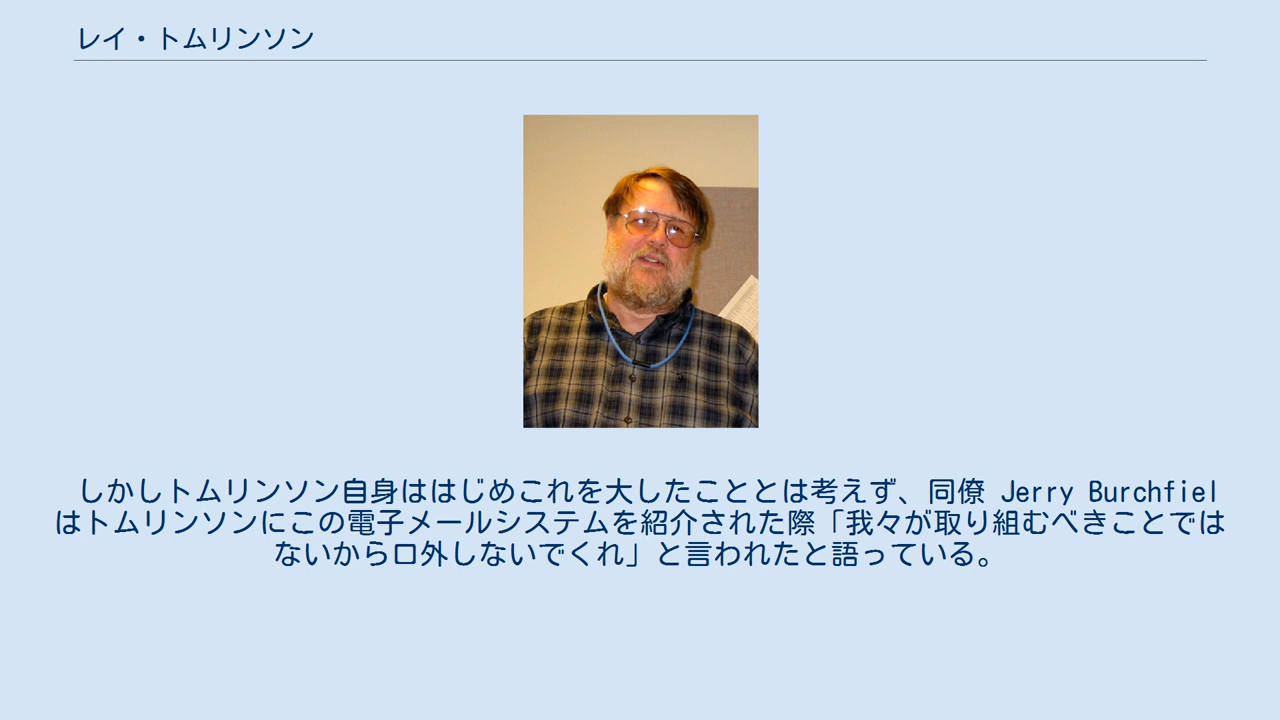 レイ・トムリンソン
しかしトムリンソン自身ははじめこれを大したこととは考えず、同僚 Jerry Burchfiel
はトムリンソンにこの電子メールシステムを紹介された際「我々が取り組むべきことでは
ないから口外しないでくれ」と言われたと語っている。